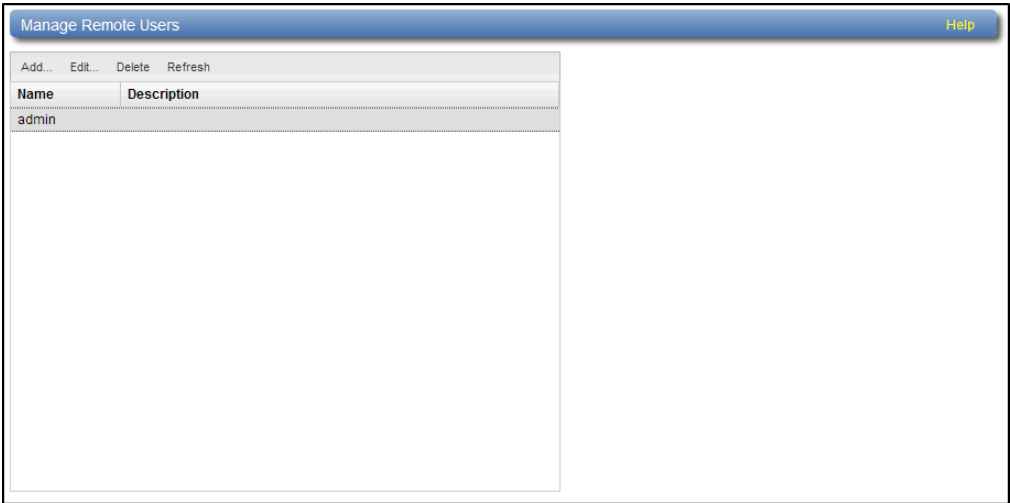 Manage Remote Users Help
Add... Edit... Delete Refresh
Name Description
admin